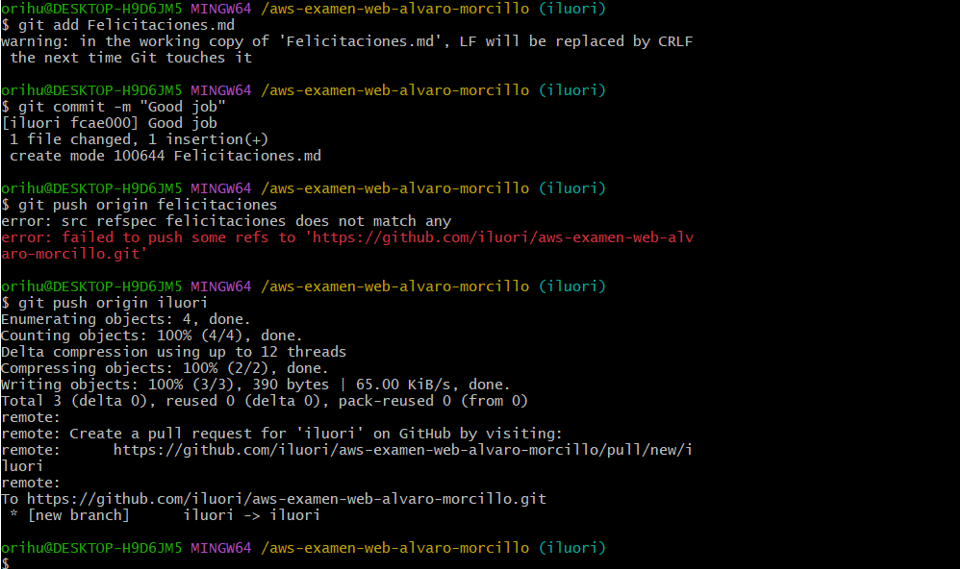 orihu@DESKTOP-H9D6JM5 MINGW64 /aws-examen-web-alvaro-morcillo (iluori)
$ git add Felicitaciones.md
warning: in the working copy of 'Felicitaciones.md', LF will be replaced by CRLF
 the next time Git touches it
orihu@DESKTOP-H9D6JM5 MINGW64 /aws-examen-web-alvaro-morcillo (iluori)
$ git commit -m "Good job"
[iluori fcae000] Good job
 1 file changed, 1 insertion(+)
 create mode 100644 Felicitaciones.md
orihu@DESKTOP-H9D6JM5 MINGW64 /aws-examen-web-alvaro-morcillo (iluori)
$ git push origin felicitaciones
error: src refspec felicitaciones does not match any
error: failed to push some refs to 'https://github.com/iluori/aws-examen-web-alv
aro-morcillo.git'
orihu@DESKTOP-H9D6JM5 MINGW64 /aws-examen-web-alvaro-morcillo (iluori)
$ git push origin iluori
Enumerating objects: 4, done.
Counting objects: 100% (4/4), done.
Delta compression using up to 12 threads
Compressing objects: 100% (2/2), done.
Writing objects: 100% (3/3), 390 bytes | 65.00 KiB/s, done.
Total 3 (delta 0), reused 0 (delta 0), pack-reused 0 (from 0)
remote:
remote: Create a pull request for 'iluori' on GitHub by visiting:
remote:      https://github.com/iluori/aws-examen-web-alvaro-morcillo/pull/new/i
luori
remote:
To https://github.com/iluori/aws-examen-web-alvaro-morcillo.git
 * [new branch]      iluori -> iluori
orihu@DESKTOP-H9D6JM5 MINGW64 /aws-examen-web-alvaro-morcillo (iluori)
$